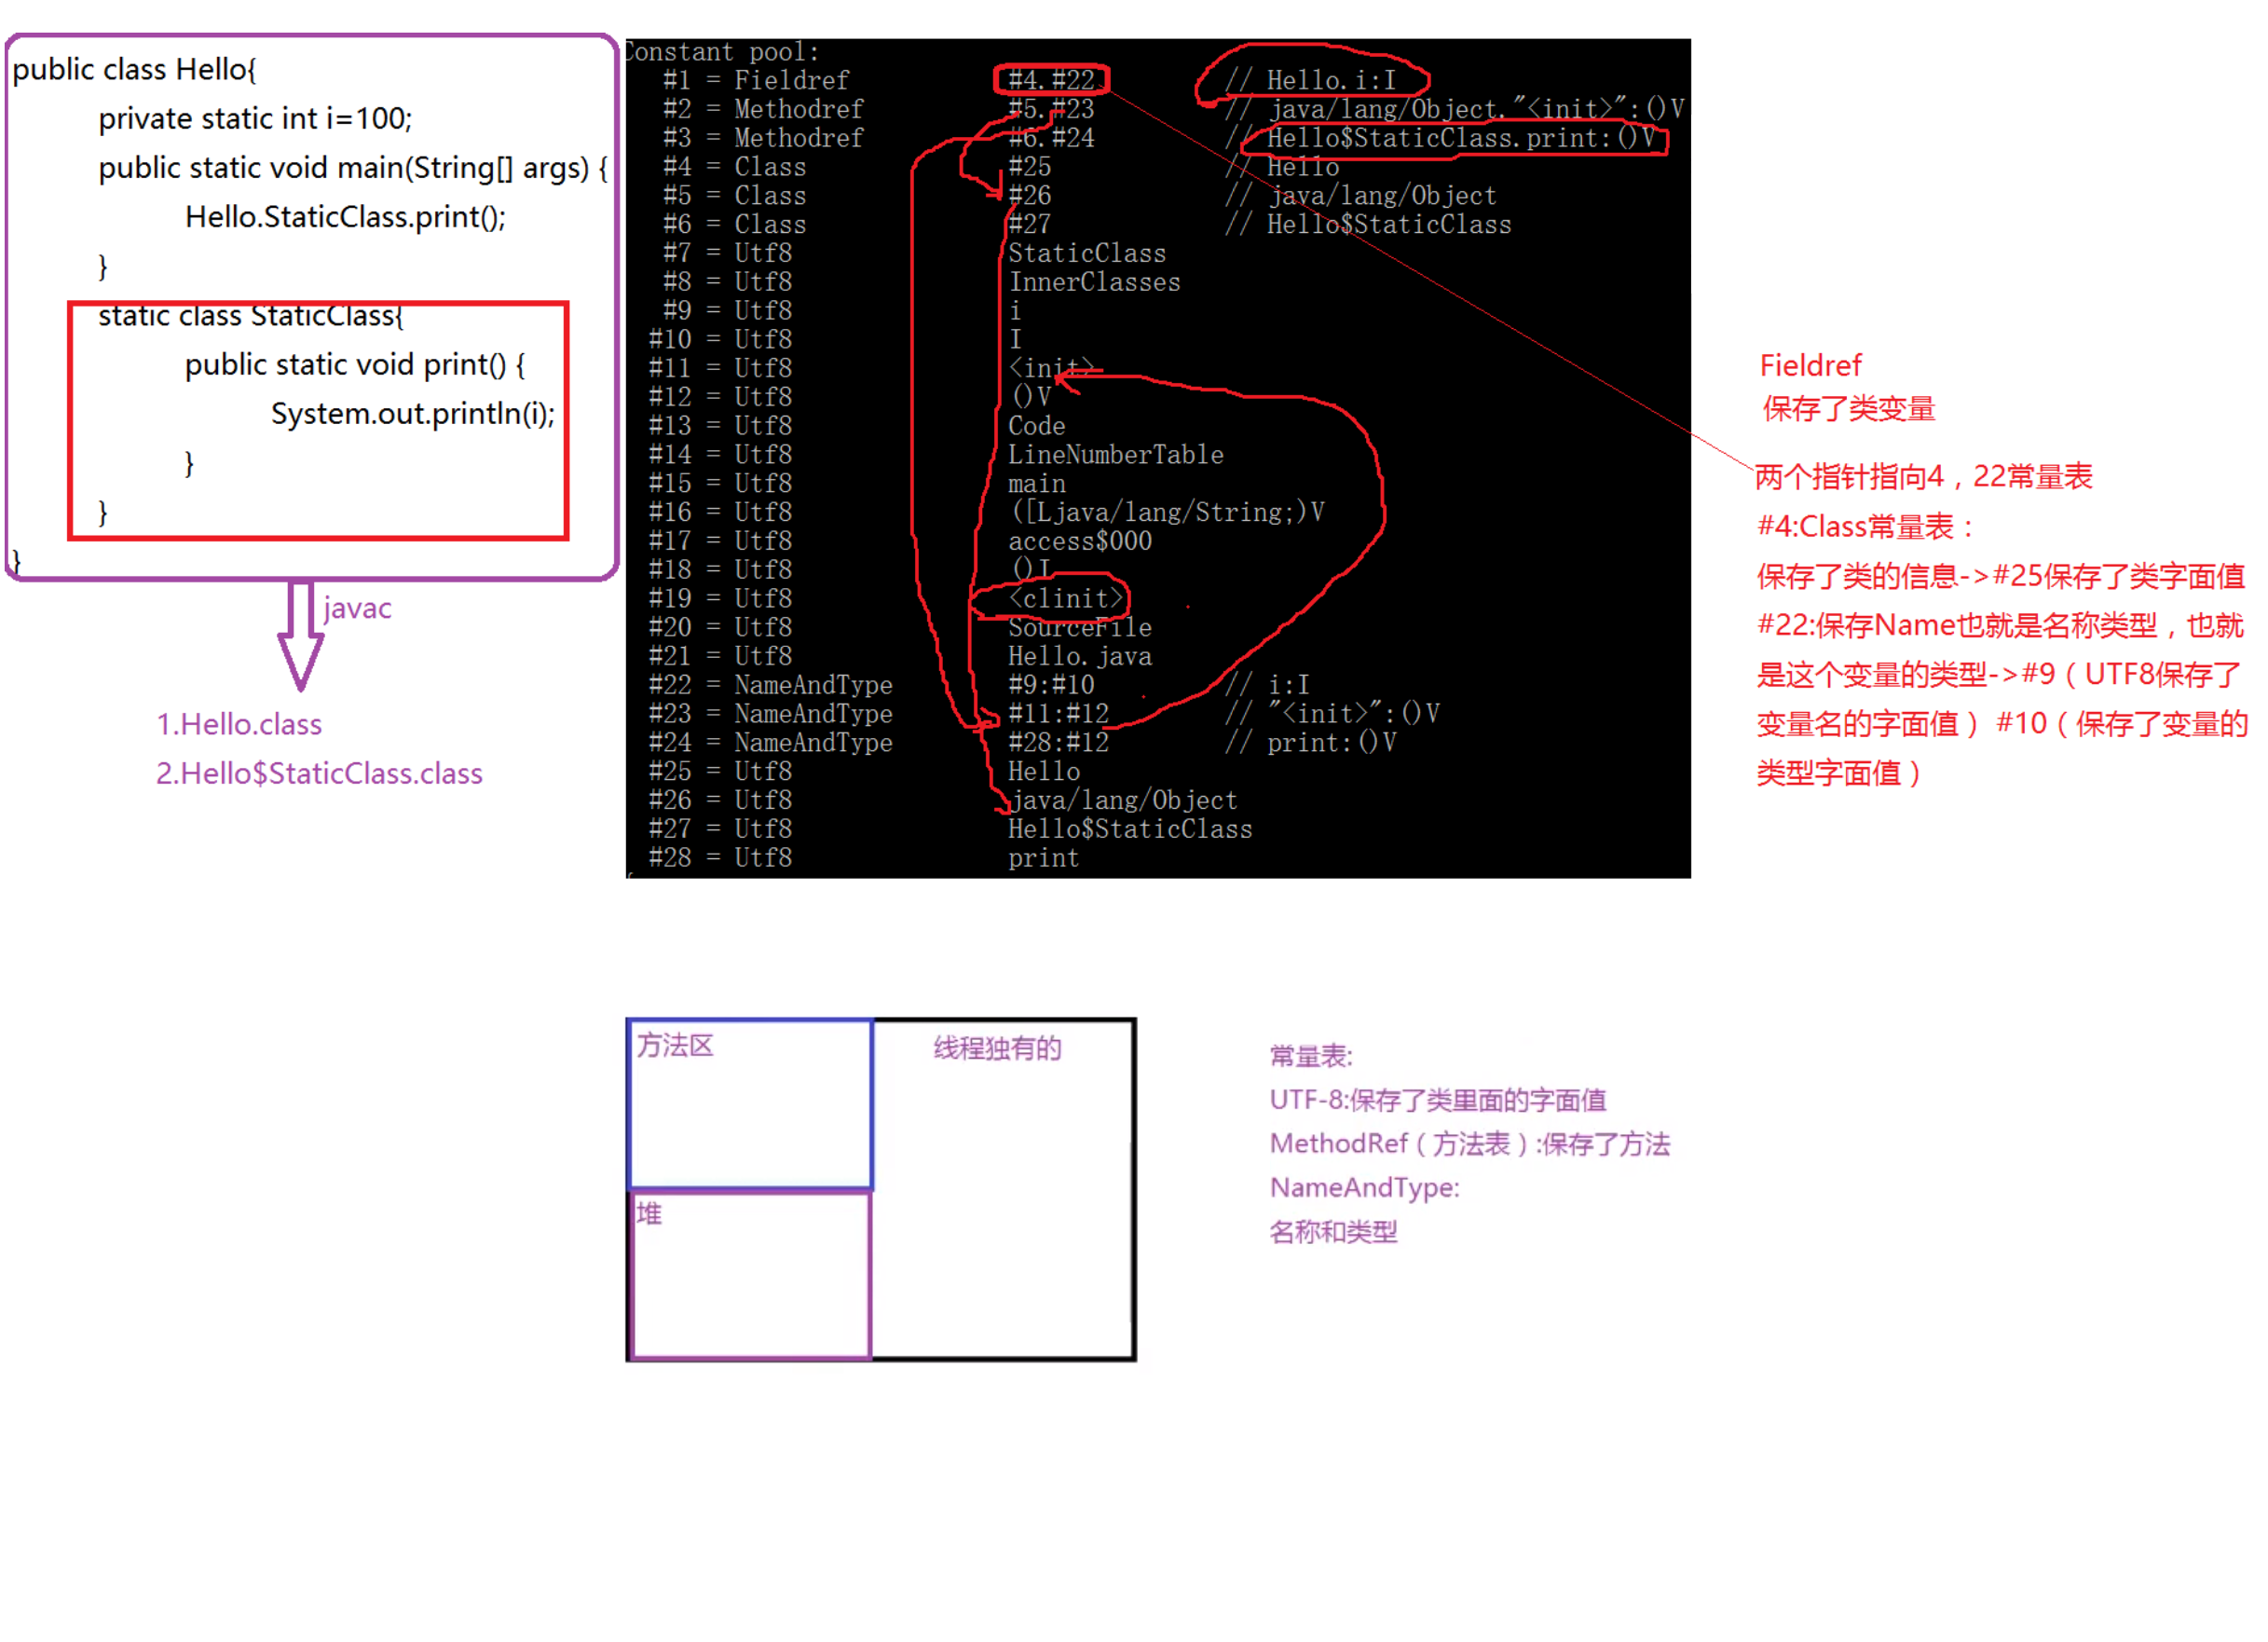 public class Hello{
private static int i=100;
public static void main(String[] args) {
Hello.StaticClass.print();
}
static class StaticClass{
public static void print() {
System.out.println(i);
}
}
}
javac
1.Hello.class
2.Hello$StaticClass.class
Constant pool:
#1 = Fieldref #4.#22 // Hello.i:I
#2 = Methodref #5.#23 // java/lang/Object."<init>":()V
#3 = Methodref #6.#24 // Hello$StaticClass.print:()V
#4 = Class #25 // Hello
#5 = Class #26 // java/lang/Object
#6 = Class #27 // Hello$StaticClass
#7 = Utf8 StaticClass
#8 = Utf8 InnerClasses
#9 = Utf8 i
#10 = Utf8 I
#11 = Utf8 <init>
#12 = Utf8 ()V
#13 = Utf8 Code
#14 = Utf8 LineNumberTable
#15 = Utf8 main
#16 = Utf8 ([Ljava/lang/String;)V
#17 = Utf8 access$000
#18 = Utf8 ()I
#19 = Utf8 <clinit>
#20 = Utf8 SourceFile
#21 = Utf8 Hello.java
#22 = NameAndType #9:#10 // i:I
#23 = NameAndType #11:#12 // "<init>":()V
#24 = NameAndType #28:#12 // print:()V
#25 = Utf8 Hello
#26 = Utf8 java/lang/Object
#27 = Utf8 Hello$StaticClass
#28 = Utf8 print
Fieldref
保存了类变量
两个指针指向4，22常量表
#4:Class常量表：
保存了类的信息->#25保存了类字面值
#22:保存Name也就是名称类型，也就
是这个变量的类型->#9（UTF8保存了
变量名的字面值）#10（保存了变量的
类型字面值）
方法区
线程独有的
堆
常量表:
UTF-8:保存了类里面的字面值
MethodRef（方法表）:保存了方法
NameAndType:
名称和类型